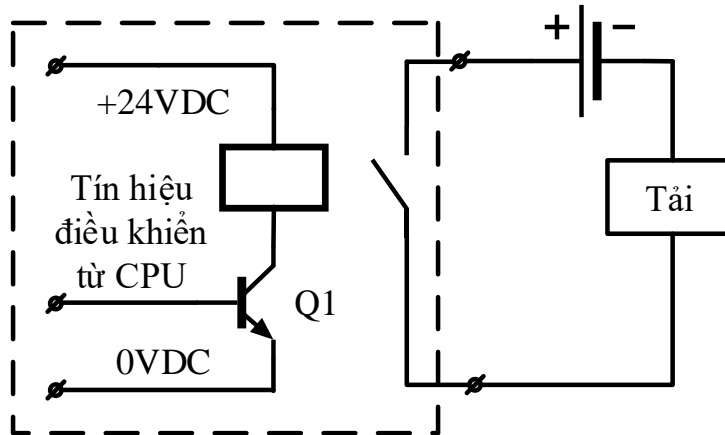 + −
+24VDC
Tín hiệu
điều khiển
từ CPU
Tải
Q1
0VDC